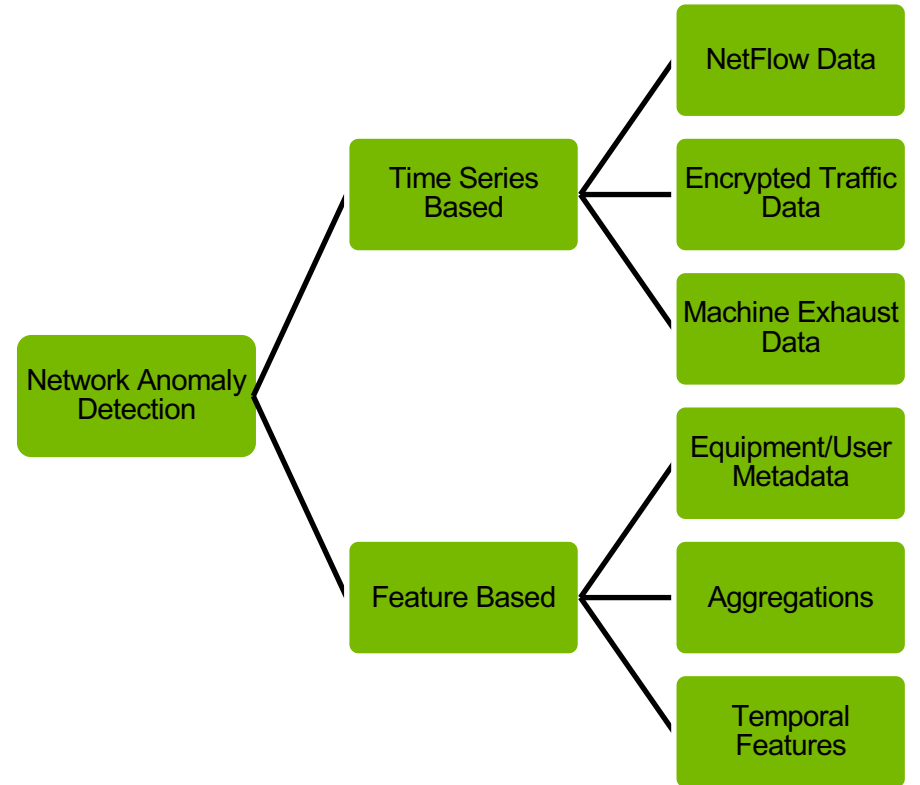 Network Anomaly
Detection
Time Series
Based
NetFlow Data
Encrypted Traffic
Data
Machine Exhaust
Data
Feature Based
Equipment/User
Metadada
Aggregations
Temporal
Features